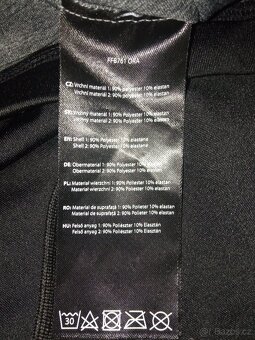 FF8761 ORA
CZ: Vrchní materiál 1: 90% Polyester 10% elastan
Vrchní materiál 2: 90% Polyester 10% elastan
Vrchný materiál 1: 90% Polyester 10% elastan
Vrchný materiál 2: 90% Polyester 10% elastan
EN: Shell 1: 90% Polyester 10% elastane
Shell 2: 90% Polyester 10% elastane
DE: Obermaterial 1: 90% Polyester 10% elastan
Obermaterial 2: 90% Polyester 10% elastan
PL: Materiał wierzchni 1: 90% Poliester 10% elastan
Materiał wierzchni 2: 90% Poliester 10% elastan
RO: Material de suprafață 1: 90% Poliester 10% elastan
Material de suprafață 2: 90% Poliester 10% elastan
HU: Felső anyag 1: 90% Poliészter 10% Elasztán
Felső anyag 2: 90% Poliészter 10% Elasztán
30